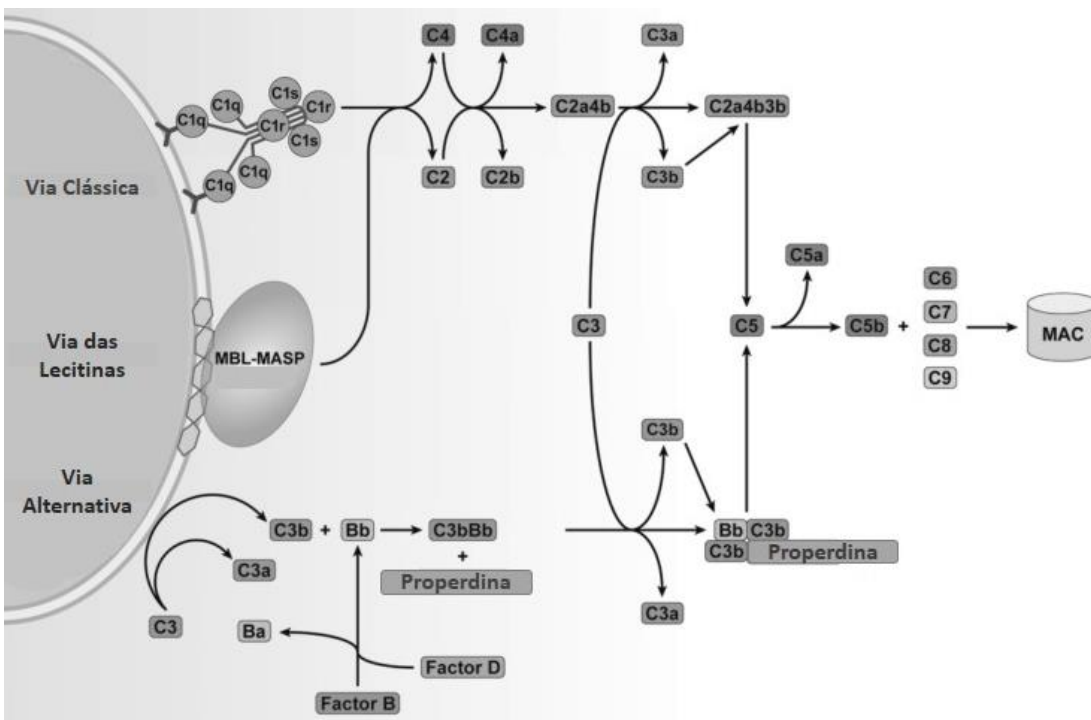 C4
C4a
C3a
C1s
C1q
C1r
C1q
C1r
C1s
C2a4b
C2a4b3b
C1q
C1q
C2
C2b
C3b
Via Clássica
C5a
C6
C3
C5
C5b
+
C7
C8
C9
MAC
Via das
Lecitinas
MBL-MASP
Via
Alternativa
C3b
C3b
+
Bb
C3bBb
+
Properdina
Bb
C3b
C3b
Properdina
C3a
C3
Ba
C3a
Factor D
Factor B